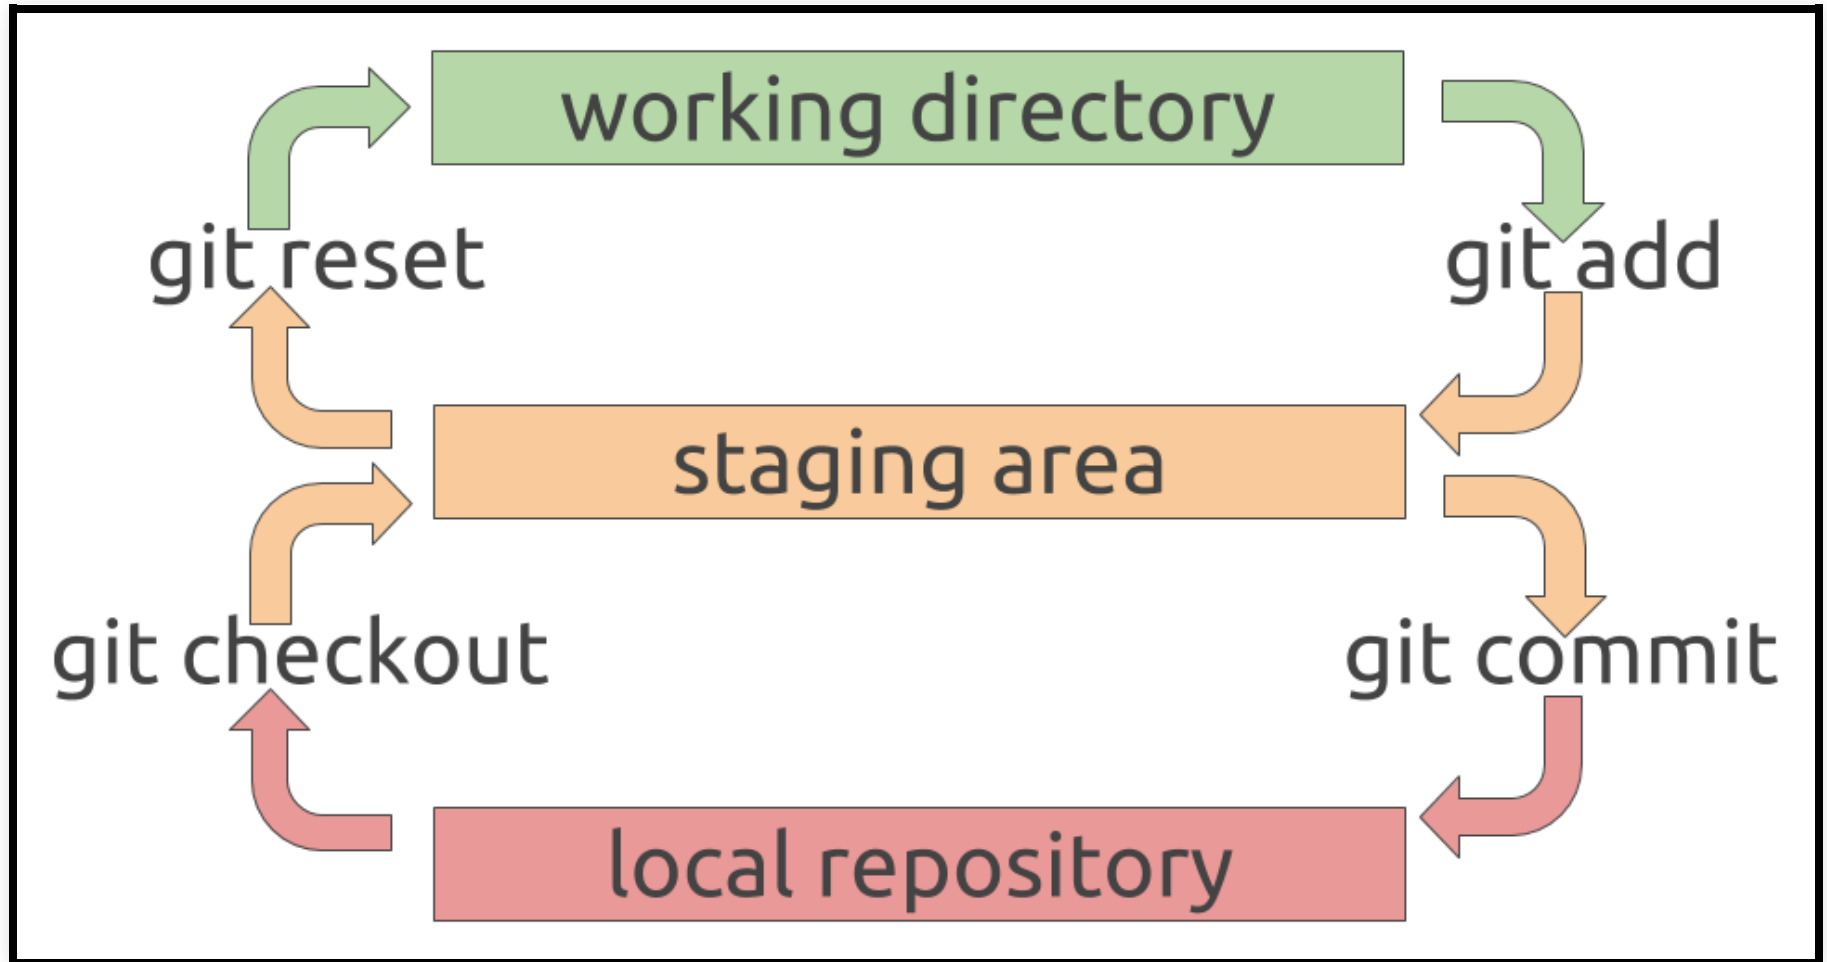 working directory
git reset
git add
staging area
git checkout
git commit
local repository